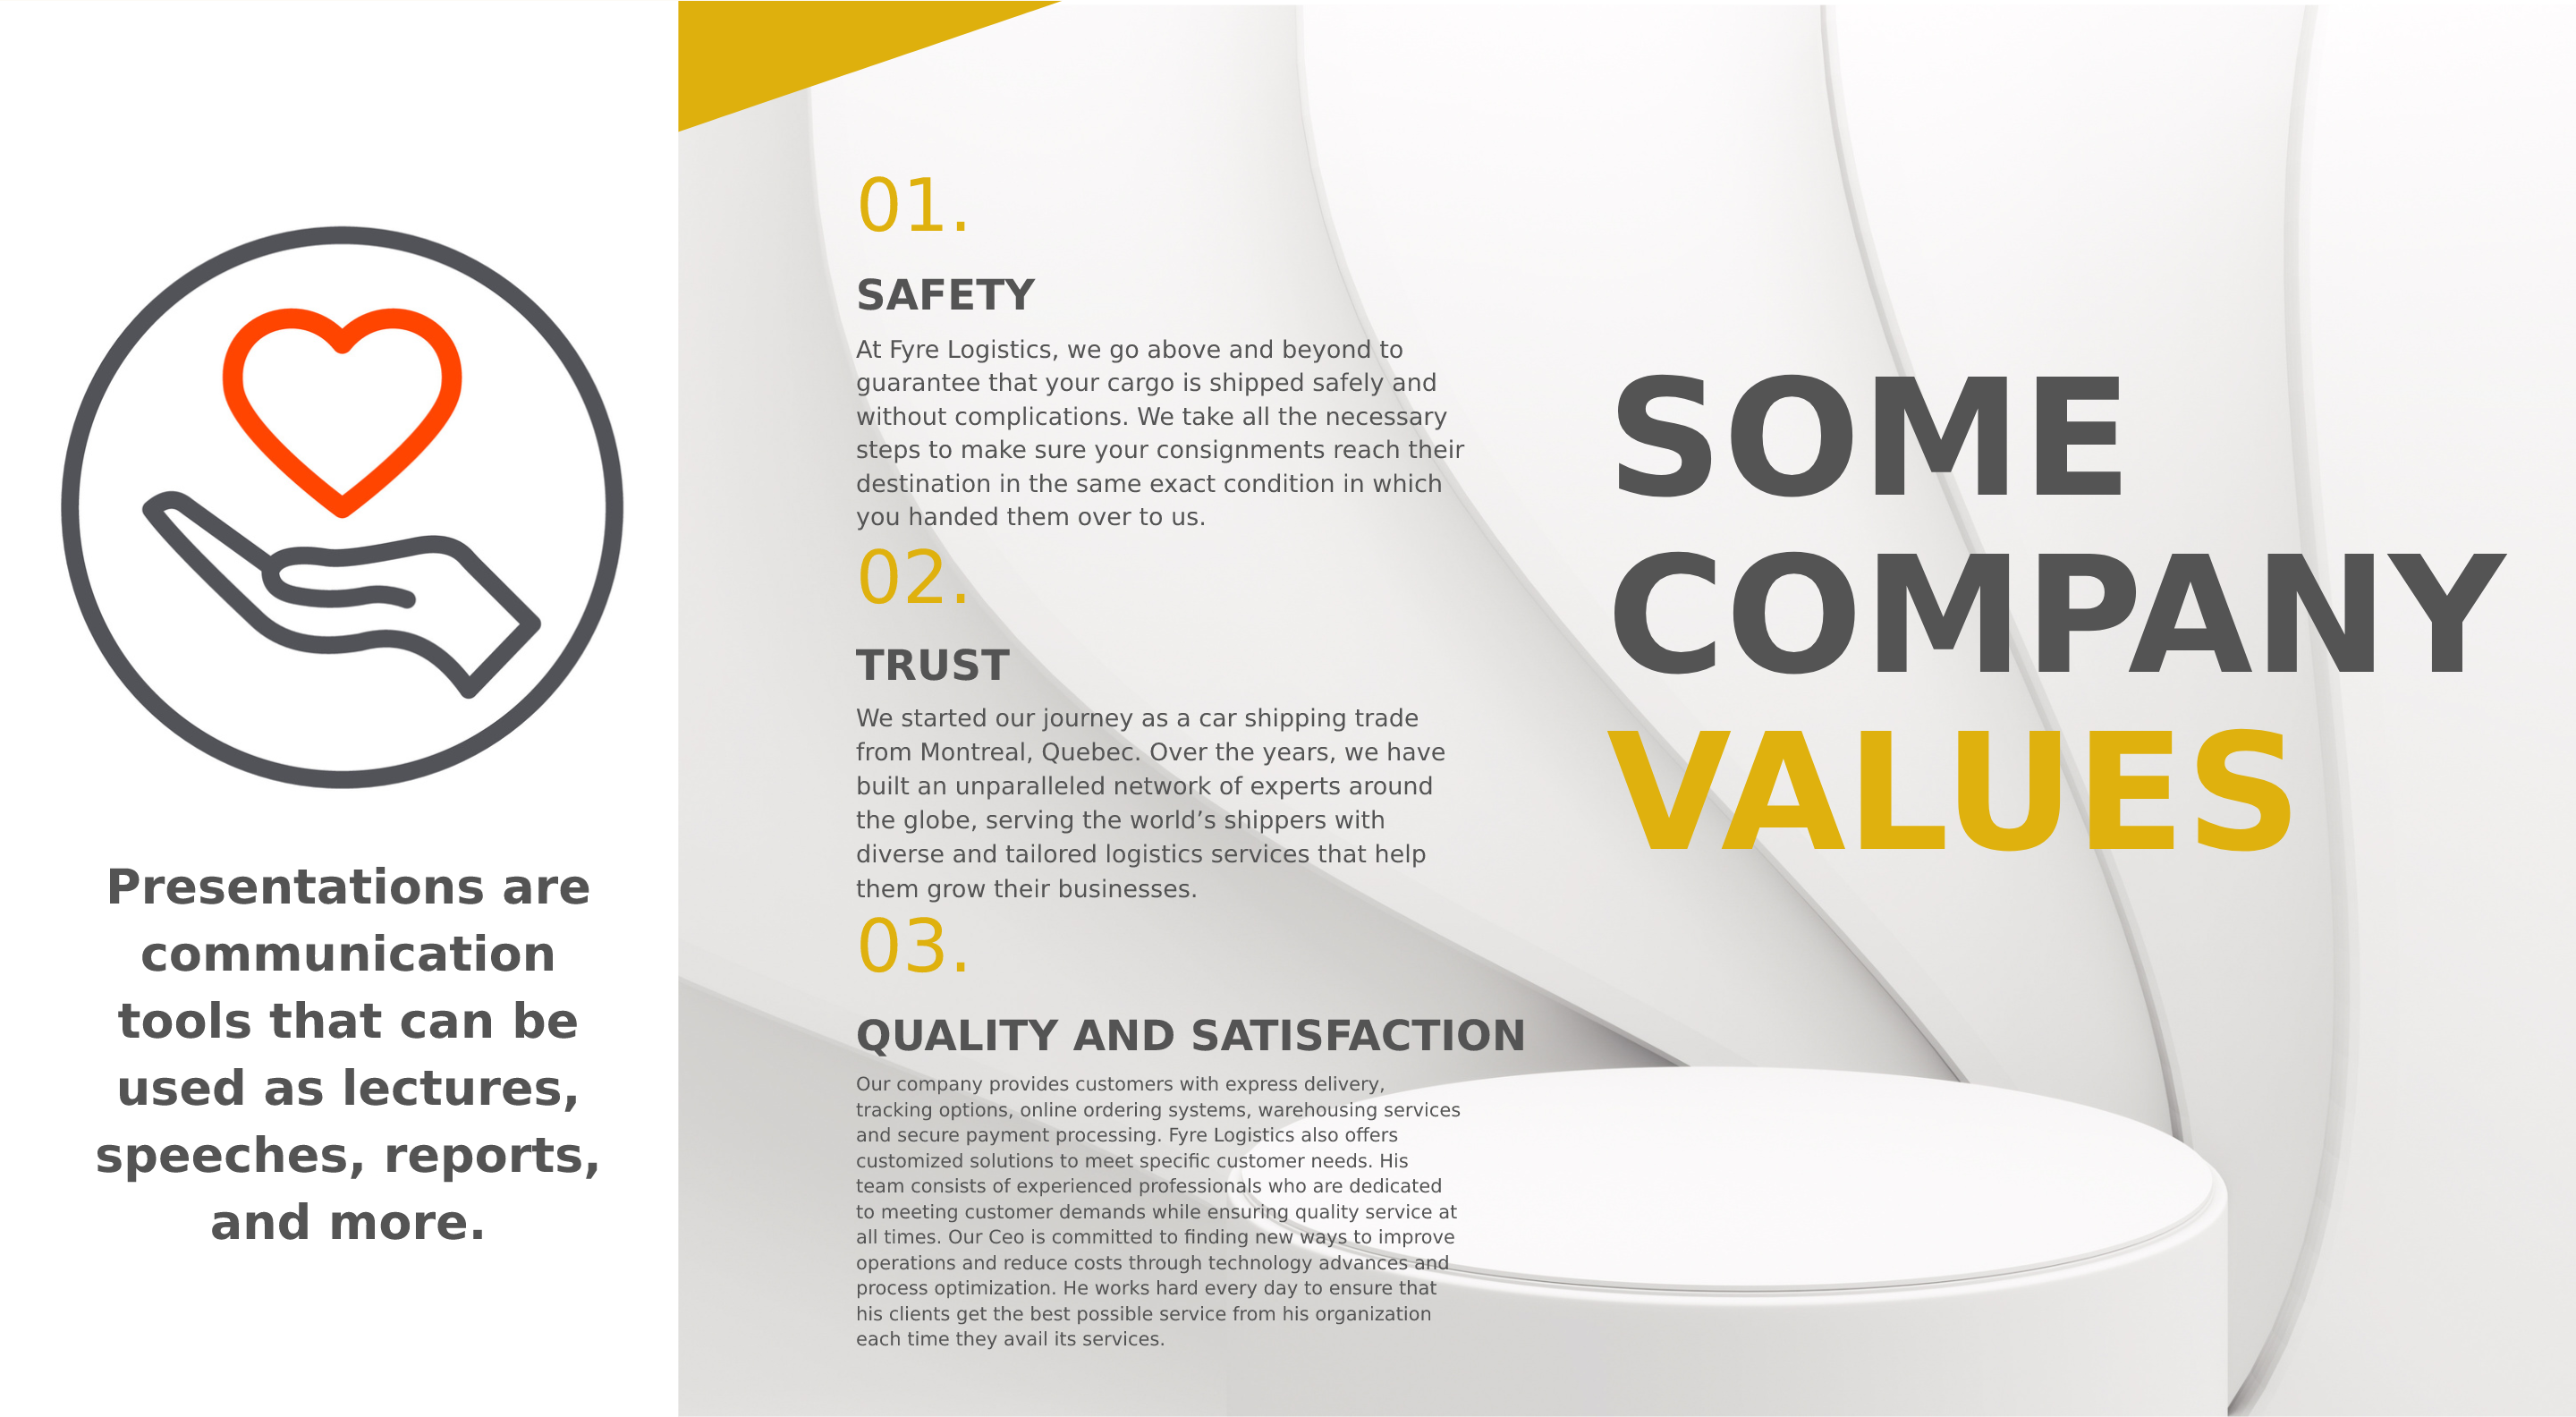 Presentations are
communication
tools that can be
used as lectures,
speeches, reports,
and more.
01.
SAFETY
At Fyre Logistics, we go above and beyond to
guarantee that your cargo is shipped safely and
without complications. We take all the necessary
steps to make sure your consignments reach their
destination in the same exact condition in which
you handed them over to us.
02.
TRUST
We started our journey as a car shipping trade
from Montreal, Quebec. Over the years, we have
built an unparalleled network of experts around
the globe, serving the world’s shippers with
diverse and tailored logistics services that help
them grow their businesses.
03.
QUALITY AND SATISFACTION
Our company provides customers with express delivery,
tracking options, online ordering systems, warehousing services
and secure payment processing. Fyre Logistics also offers
customized solutions to meet specific customer needs. His
team consists of experienced professionals who are dedicated
to meeting customer demands while ensuring quality service at
all times. Our Ceo is committed to finding new ways to improve
operations and reduce costs through technology advances and
process optimization. He works hard every day to ensure that
his clients get the best possible service from his organization
each time they avail its services.
SOME
COMPANY
VALUES